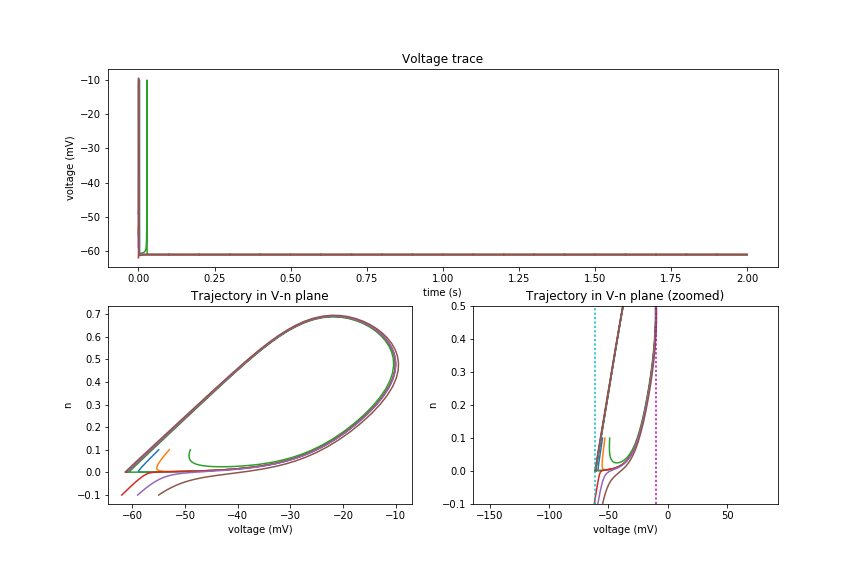 Voltage trace
voltage (mV)
−10
−20
−30
−40
−50
−60
0.00 0.25 0.50 0.75 1.00 1.25 1.50 1.75 2.00
time (s)
Trajectory in V-n plane
n
0.7
0.6
0.5
0.4
0.3
0.2
0.1
0.0
−0.1
−60 −50 −40 −30 −20 −10
voltage (mV)
Trajectory in V-n plane (zoomed)
n
0.5
0.4
0.3
0.2
0.1
0.0
−0.1
−150 −100 −50 0 50
voltage (mV)